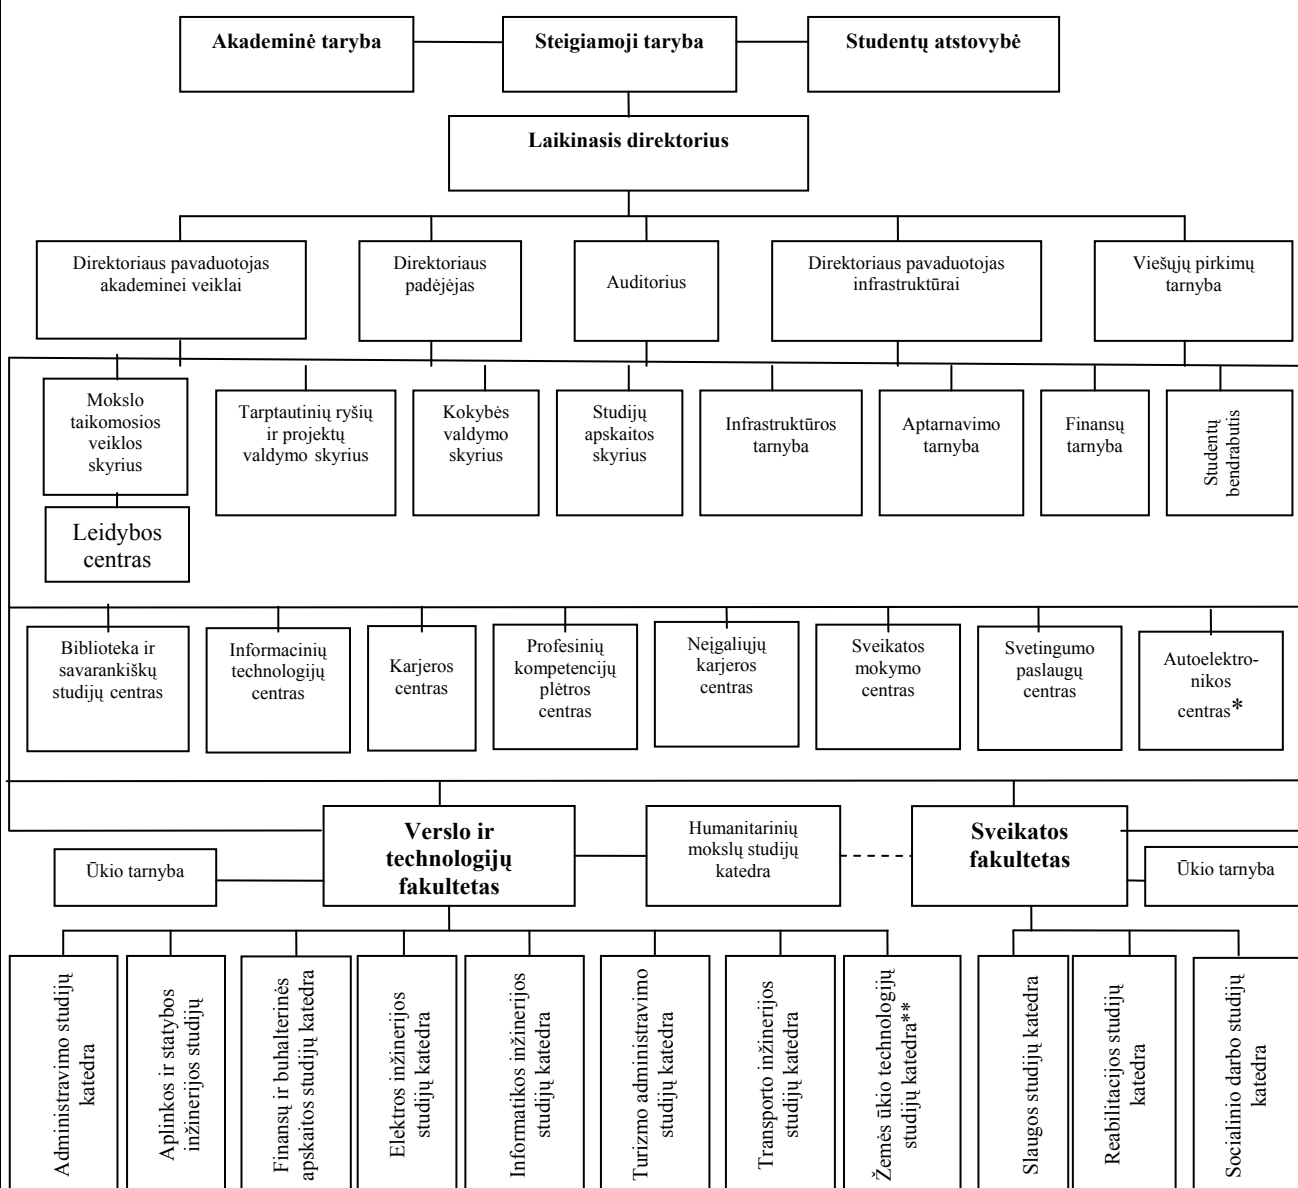 Akademinė taryba
Steigiamoji taryba
Studentų atstovybė
Laikinasis direktorius
Direktoriaus pavaduotojas
akademinei veiklai
Direktoriaus
padėjėjas
Auditorius
Direktoriaus pavaduotojas
infrastruktūrai
Viešųjų pirkimų
tarnyba
Mokslo
taikomosios
veiklos
skyrius
Tarptautinių ryšių
ir projektų
valdymo skyrius
Kokybės
valdymo
skyrius
Studijų
apskaitos
skyrius
Infrastruktūros
tarnyba
Aptarnavimo
tarnyba
Finansų
tarnyba
Studentų
bendrabutis
Leidybos
centras
Biblioteka ir
savarankiškų
studijų centras
Informacinių
technologijų
centras
Karjeros
centras
Profesinių
kompetencijų
plėtros
centras
Neįgaliųjų
karjeros
centras
Sveikatos
mokymo
centras
Svetingumo
paslaugų
centras
Autoelektro-
nikos
centras*
Verslo ir
technologijų
fakultetas
Humanitarinių
mokslų studijų
katedra
Sveikatos
fakultetas
Ūkio tarnyba
Ūkio tarnyba
Administravimo studijų
katedra
Aplinkos ir statybos
inžinerijos studijų
Finansų ir buhalterinės
apskaitos studijų katedra
Elektros inžinerijos
studijų katedra
Informatikos inžinerijos
studijų katedra
Turizmo administravimo
studijų katedra
Transporto inžinerijos
studijų katedra
Žemės ūkio technologijų
studijų katedra**
Slaugos studijų katedra
Reabilitacijos studijų
katedra
Socialinio darbo studijų
katedra